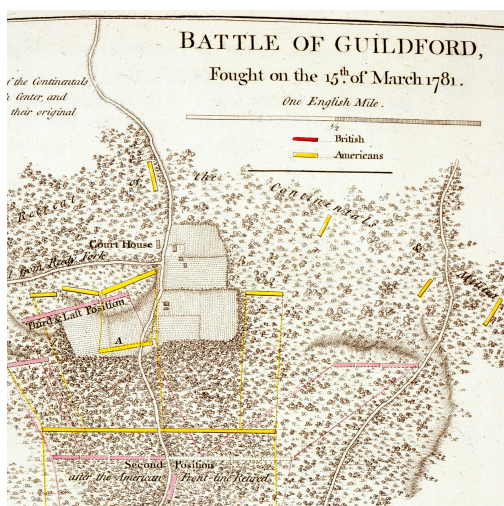 BATTLE OF GUILDFORD,
Fought on the 15th. of March 1781.
One English Mile.
1/2
British
Americans
of the Continentals
Center, and
their original
Retreat of the Continentals & Militia
Court House
from Reedy Fork
Third & Last Position
A
Second Position
after the American Front-line Retired